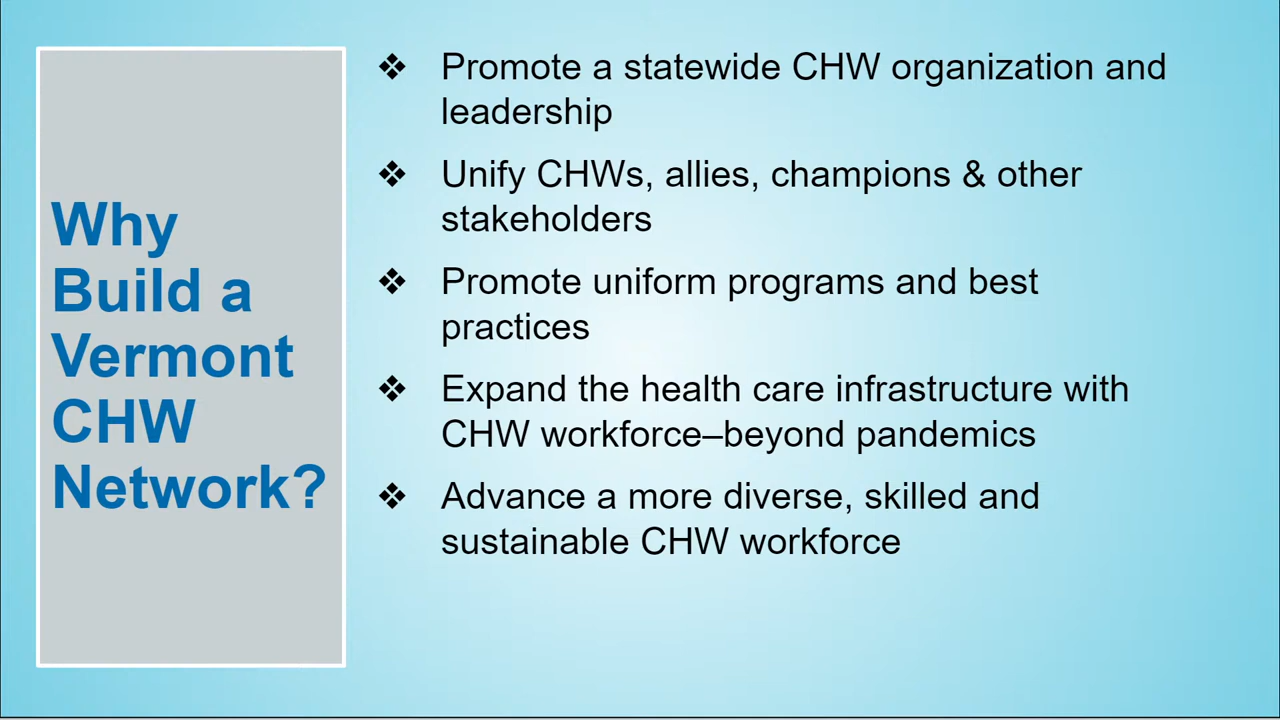 Why
Build a
Vermont
CHW
Network?
❖ Promote a statewide CHW organization and
leadership
❖ Unify CHWs, allies, champions & other
stakeholders
❖ Promote uniform programs and best
practices
❖ Expand the health care infrastructure with
CHW workforce–beyond pandemics
❖ Advance a more diverse, skilled and
sustainable CHW workforce